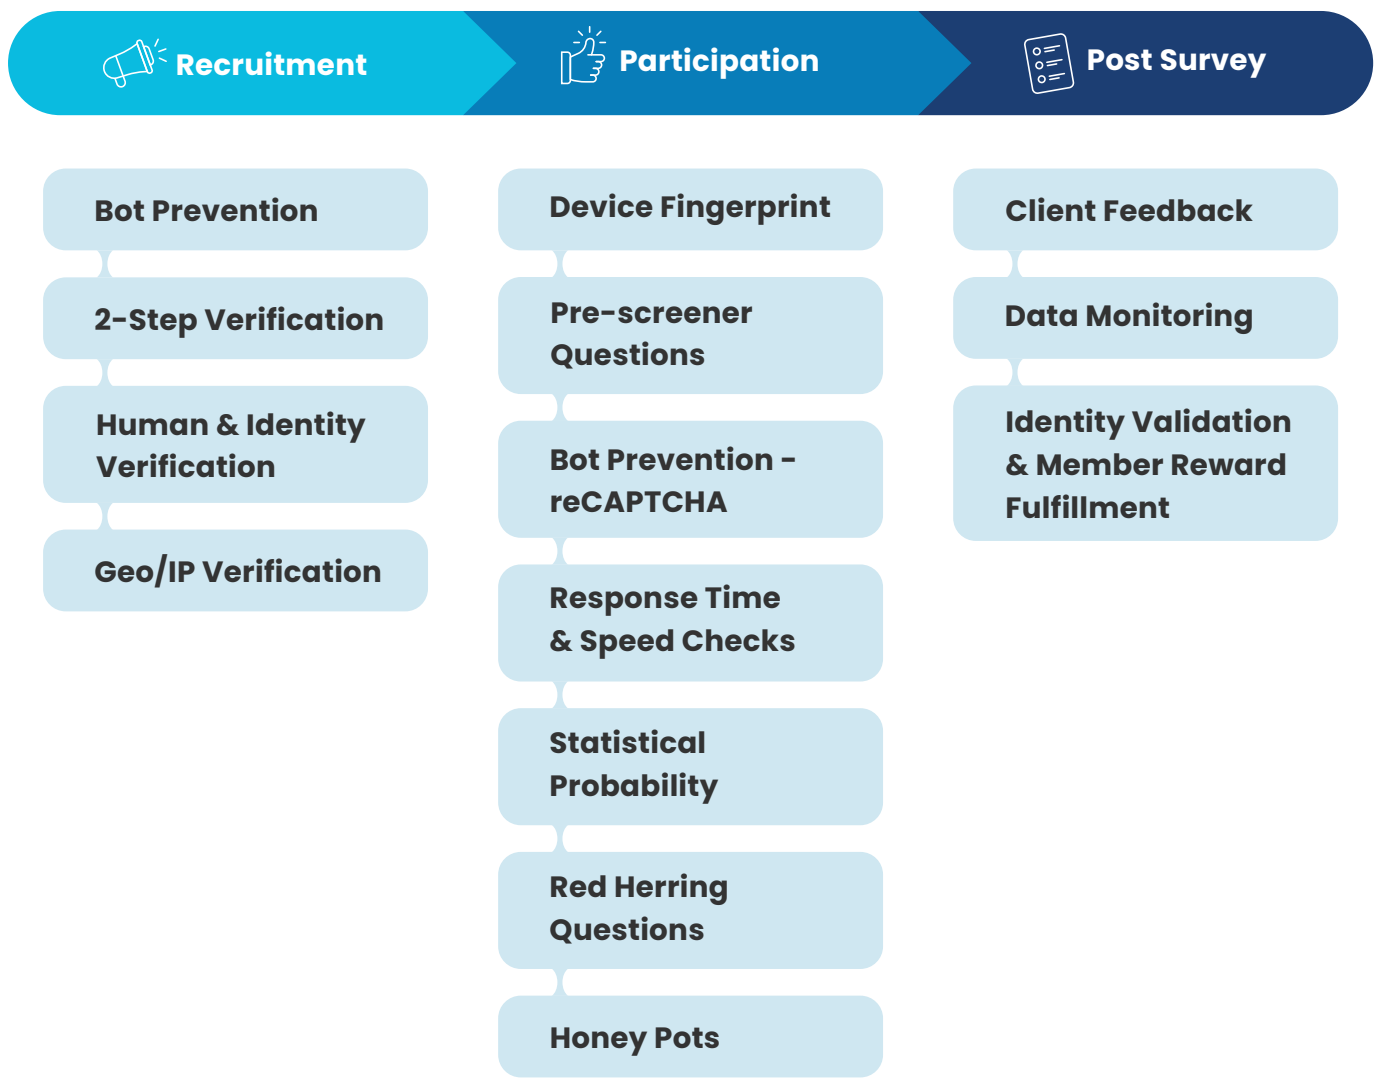 Recruitment
Participation
Post Survey
Bot Prevention
2-Step Verification
Human & Identity
Verification
Geo/IP Verification
Device Fingerprint
Pre-screener
Questions
Bot Prevention -
reCAPTCHA
Response Time
& Speed Checks
Statistical
Probability
Red Herring
Questions
Honey Pots
Client Feedback
Data Monitoring
Identity Validation
& Member Reward
Fulfillment